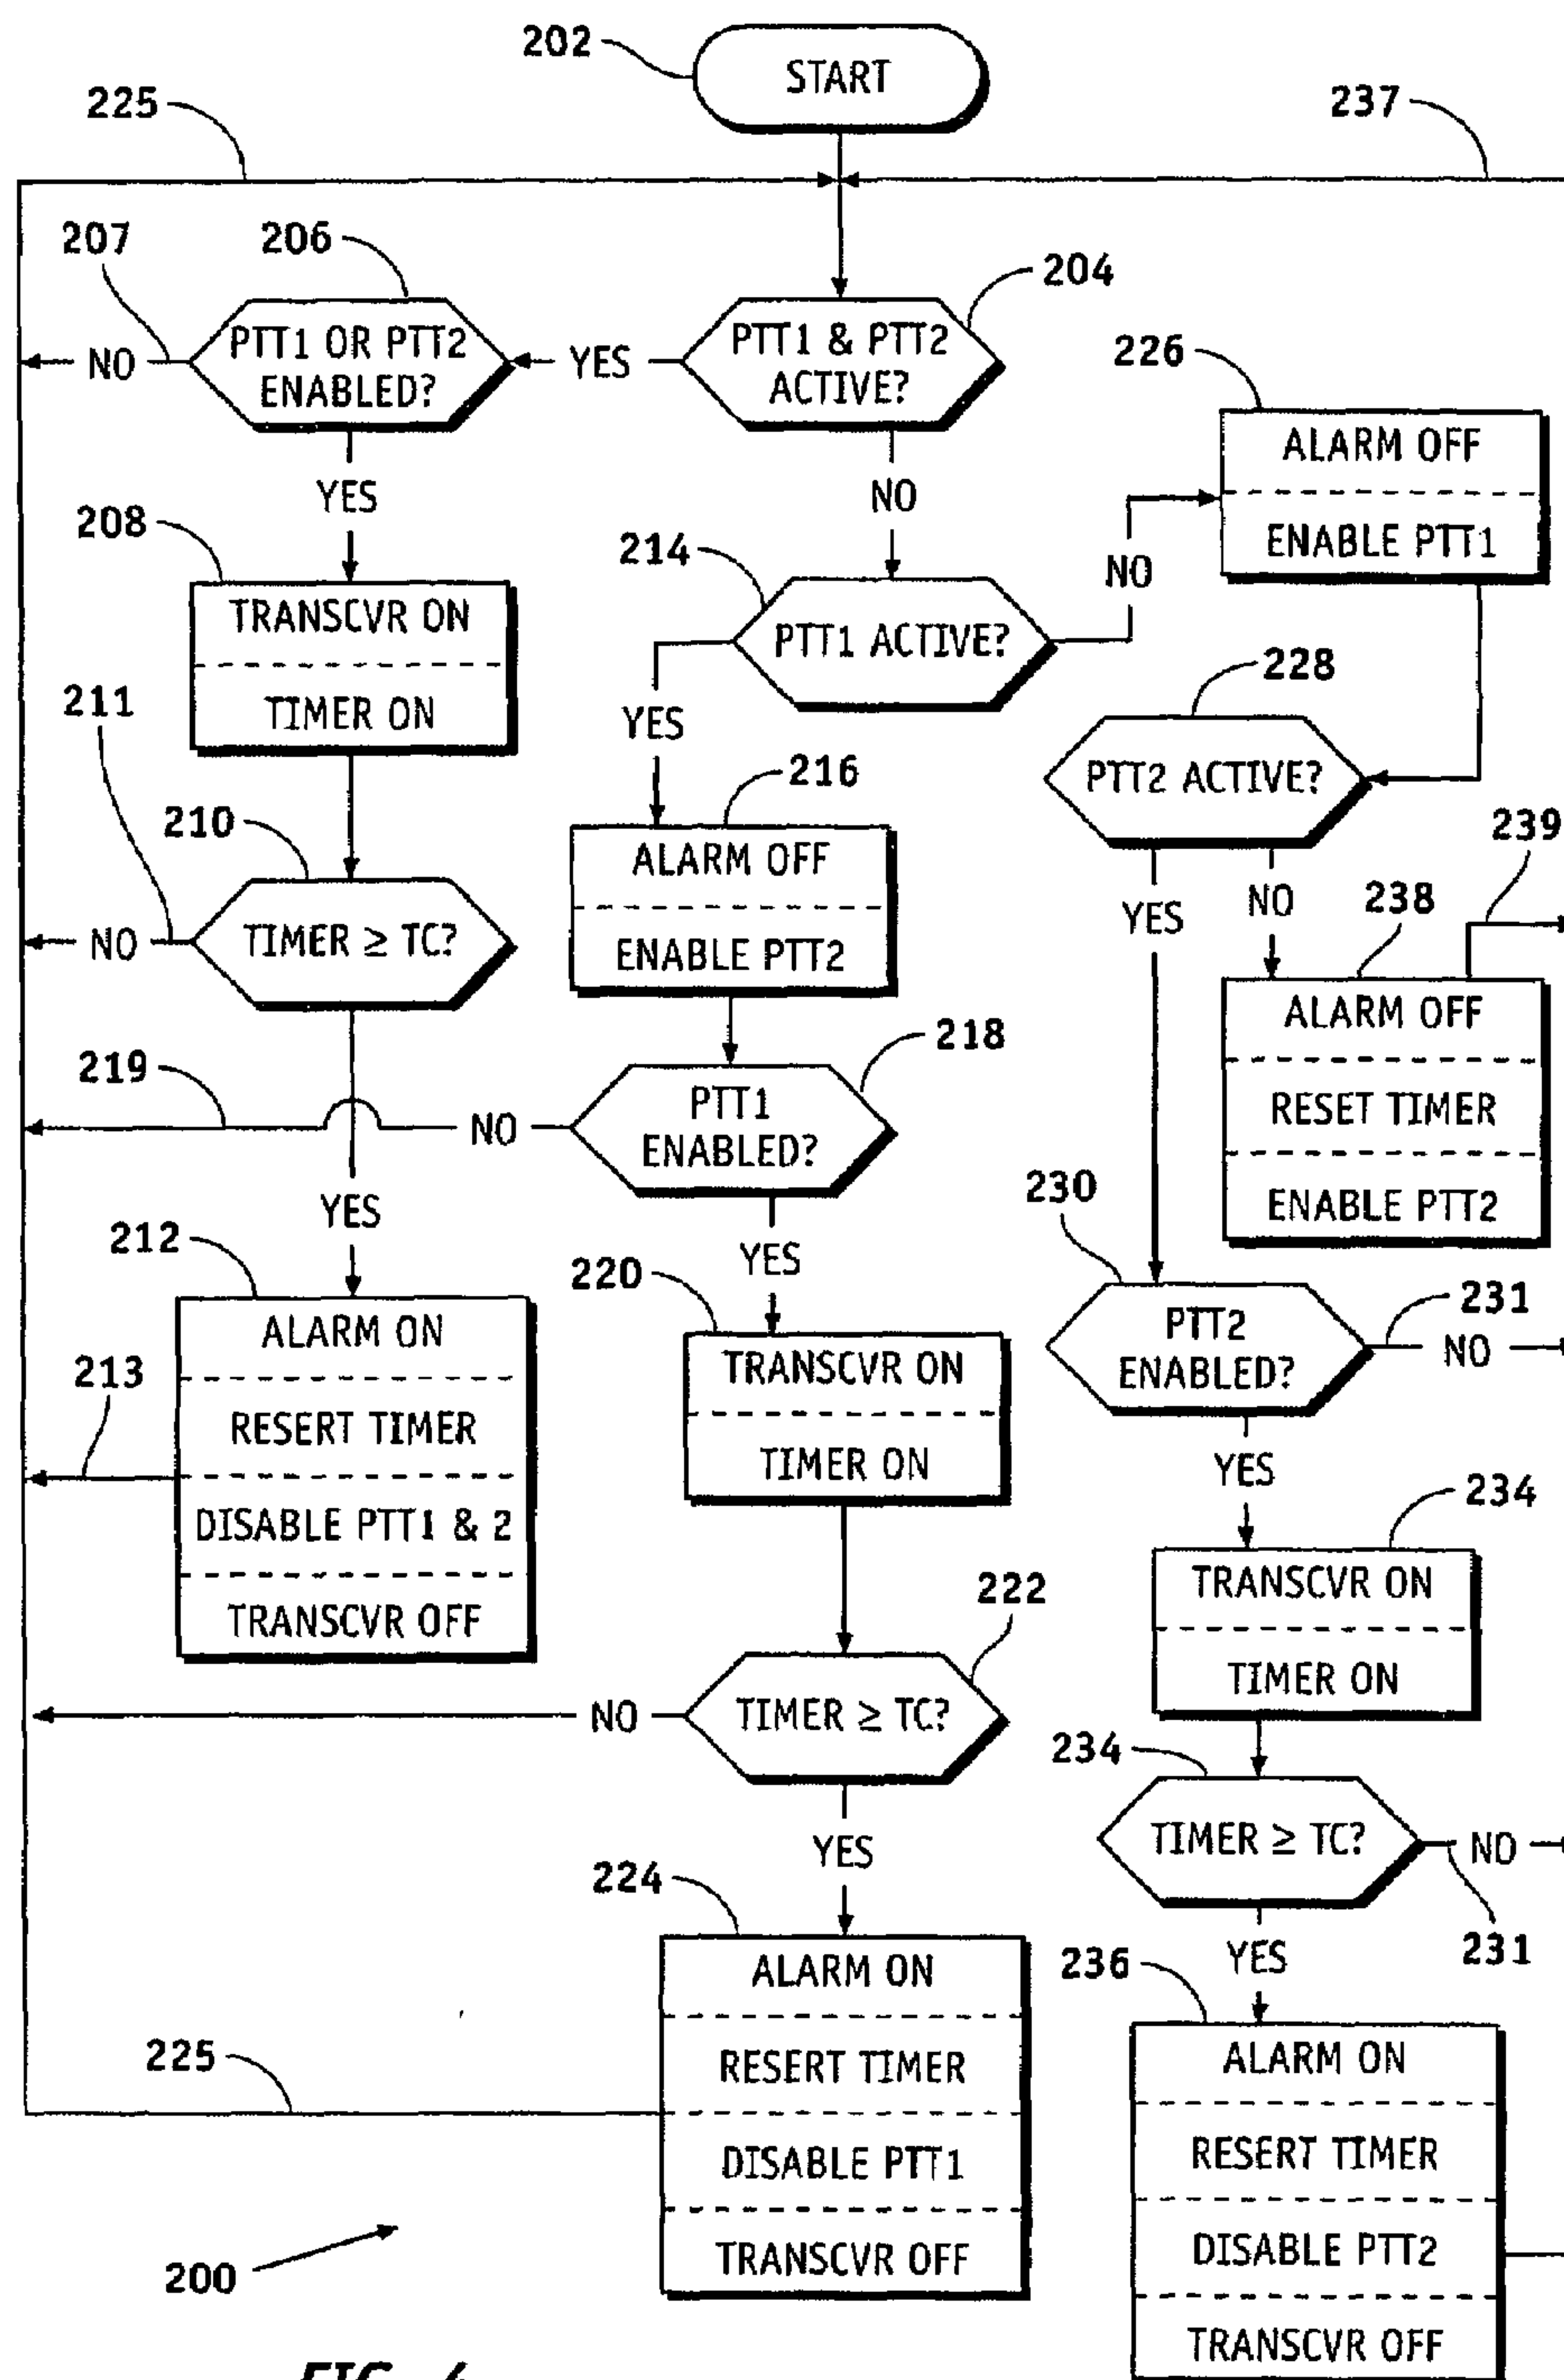 202
START
225
237
207
206
204
PTT1 OR PTT2
ENABLED?
NO
YES
PTT1 & PTT2
ACTIVE?
226
ALARM OFF
ENABLE PTT1
YES
NO
208
214
NO
TRANSCVR ON
TIMER ON
PTT1 ACTIVE?
228
211
YES
216
PTT2 ACTIVE?
210
239
ALARM OFF
ENABLE PTT2
YES
NO
238
NO
TIMER ≥ TC?
ALARM OFF
RESET TIMER
ENABLE PTT2
218
219
NO
PTT1
ENABLED?
230
YES
212
YES
220
231
PTT2
ENABLED?
NO
ALARM ON
RESERT TIMER
DISABLE PTT1 & 2
TRANSCVR OFF
213
TRANSCVR ON
TIMER ON
YES
234
TRANSCVR ON
TIMER ON
222
NO
TIMER ≥ TC?
234
TIMER ≥ TC?
NO
YES
224
231
YES
236
ALARM ON
RESERT TIMER
DISABLE PTT1
TRANSCVR OFF
225
ALARM ON
RESERT TIMER
DISABLE PTT2
TRANSCVR OFF
200